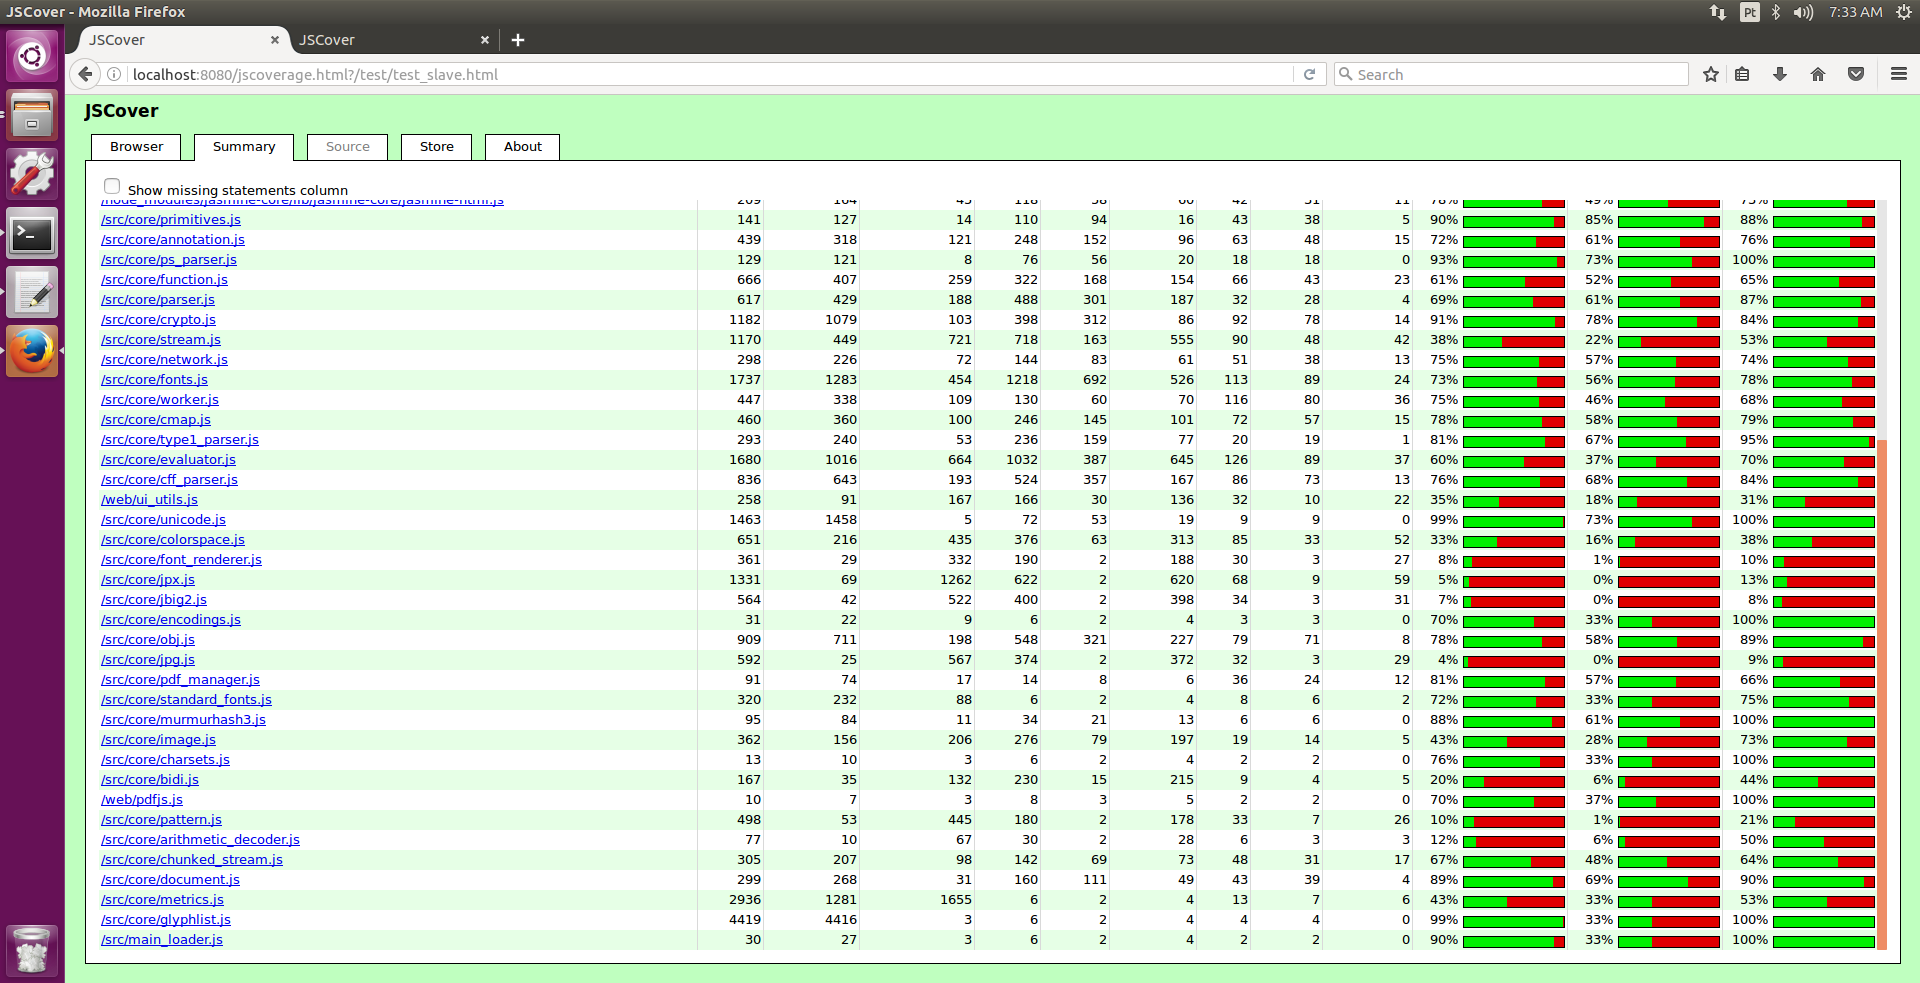 JSCover - Mozilla Firefox
Pt
7:33 AM
JSCover × JSCover × +
localhost:8080/jscoverage.html?/test/test_slave.html
Search
JSCover
Browser Summary Source Store About
Show missing statements column
/node_modules/jasmine-core/lib/jasmine-core/jasmine-html.js 209 164 45 118 58 60 42 31 11 78% 49% 73%
/src/core/primitives.js 141 127 14 110 94 16 43 38 5 90% 85% 88%
/src/core/annotation.js 439 318 121 248 152 96 63 48 15 72% 61% 76%
/src/core/ps_parser.js 129 121 8 76 56 20 18 18 0 93% 73% 100%
/src/core/function.js 666 407 259 322 168 154 66 43 23 61% 52% 65%
/src/core/parser.js 617 429 188 488 301 187 32 28 4 69% 61% 87%
/src/core/crypto.js 1182 1079 103 398 312 86 92 78 14 91% 78% 84%
/src/core/stream.js 1170 449 721 718 163 555 90 48 42 38% 22% 53%
/src/core/network.js 298 226 72 144 83 61 51 38 13 75% 57% 74%
/src/core/fonts.js 1737 1283 454 1218 692 526 113 89 24 73% 56% 78%
/src/core/worker.js 447 338 109 130 60 70 116 80 36 75% 46% 68%
/src/core/cmap.js 460 360 100 246 145 101 72 57 15 78% 58% 79%
/src/core/type1_parser.js 293 240 53 236 159 77 20 19 1 81% 67% 95%
/src/core/evaluator.js 1680 1016 664 1032 387 645 126 89 37 60% 37% 70%
/src/core/cff_parser.js 836 643 193 524 357 167 86 73 13 76% 68% 84%
/web/ui_utils.js 258 91 167 166 30 136 32 10 22 35% 18% 31%
/src/core/unicode.js 1463 1458 5 72 53 19 9 9 0 99% 73% 100%
/src/core/colorspace.js 651 216 435 376 63 313 85 33 52 33% 16% 38%
/src/core/font_renderer.js 361 29 332 190 2 188 30 3 27 8% 1% 10%
/src/core/jpx.js 1331 69 1262 622 2 620 68 9 59 5% 0% 13%
/src/core/jbig2.js 564 42 522 400 2 398 34 3 31 7% 0% 8%
/src/core/encodings.js 31 22 9 6 2 4 3 3 0 70% 33% 100%
/src/core/obj.js 909 711 198 548 321 227 79 71 8 78% 58% 89%
/src/core/jpg.js 592 25 567 374 2 372 32 3 29 4% 0% 9%
/src/core/pdf_manager.js 91 74 17 14 8 6 36 24 12 81% 57% 66%
/src/core/standard_fonts.js 320 232 88 6 2 4 8 6 2 72% 33% 75%
/src/core/murmurhash3.js 95 84 11 34 21 13 6 6 0 88% 61% 100%
/src/core/image.js 362 156 206 276 79 197 19 14 5 43% 28% 73%
/src/core/charsets.js 13 10 3 6 2 4 2 2 0 76% 33% 100%
/src/core/bidi.js 167 35 132 230 15 215 9 4 5 20% 6% 44%
/web/pdfjs.js 10 7 3 8 3 5 2 2 0 70% 37% 100%
/src/core/pattern.js 498 53 445 180 2 178 33 7 26 10% 1% 21%
/src/core/arithmetic_decoder.js 77 10 67 30 2 28 6 3 3 12% 6% 50%
/src/core/chunked_stream.js 305 207 98 142 69 73 48 31 17 67% 48% 64%
/src/core/document.js 299 268 31 160 111 49 43 39 4 89% 69% 90%
/src/core/metrics.js 2936 1281 1655 6 2 4 13 7 6 43% 33% 53%
/src/core/glyphlist.js 4419 4416 3 6 2 4 4 4 0 99% 33% 100%
/src/main_loader.js 30 27 3 6 2 4 2 2 0 90% 33% 100%